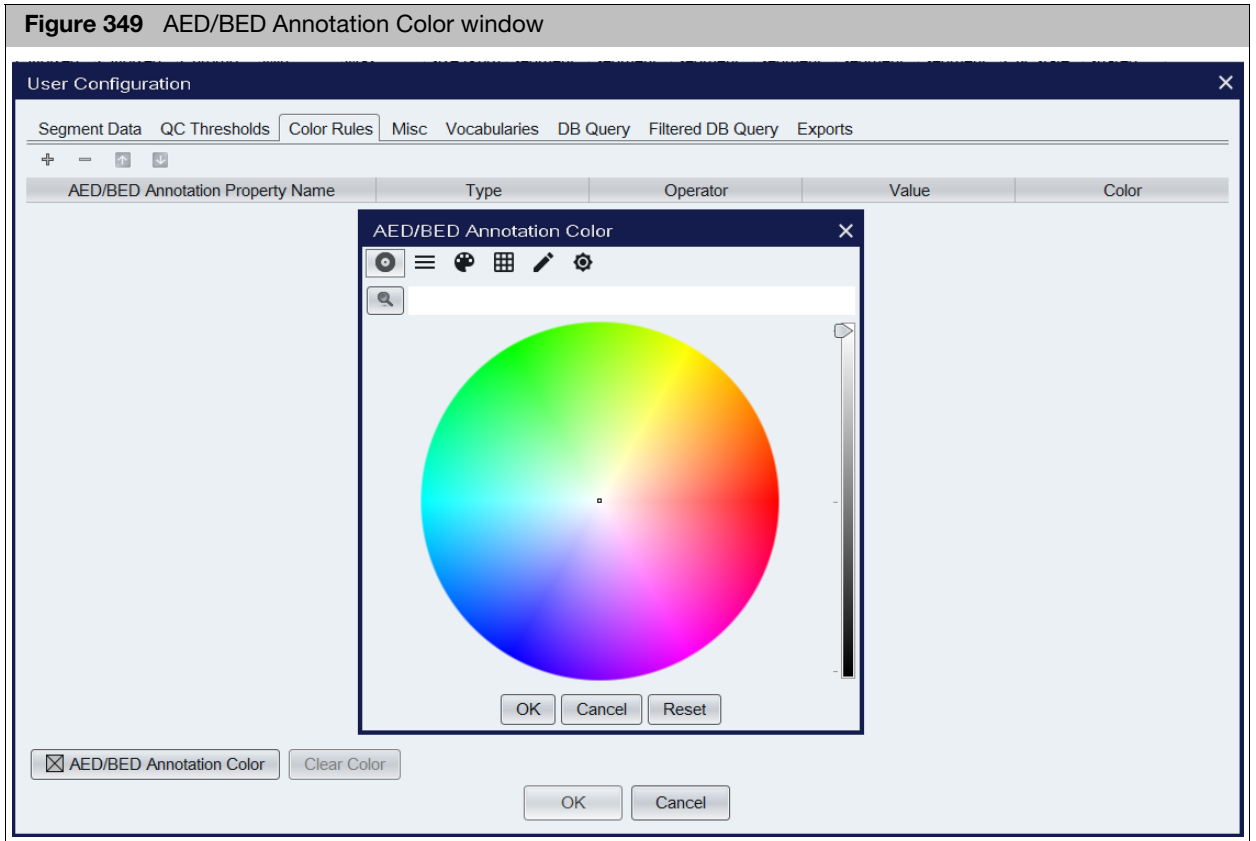 Figure 349 AED/BED Annotation Color window
User Configuration
Segment Data QC Thresholds Color Rules Misc Vocabularies DB Query Filtered DB Query Exports
AED/BED Annotation Property Name Type Operator Value Color
AED/BED Annotation Color
OK Cancel Reset
AED/BED Annotation Color Clear Color
OK Cancel